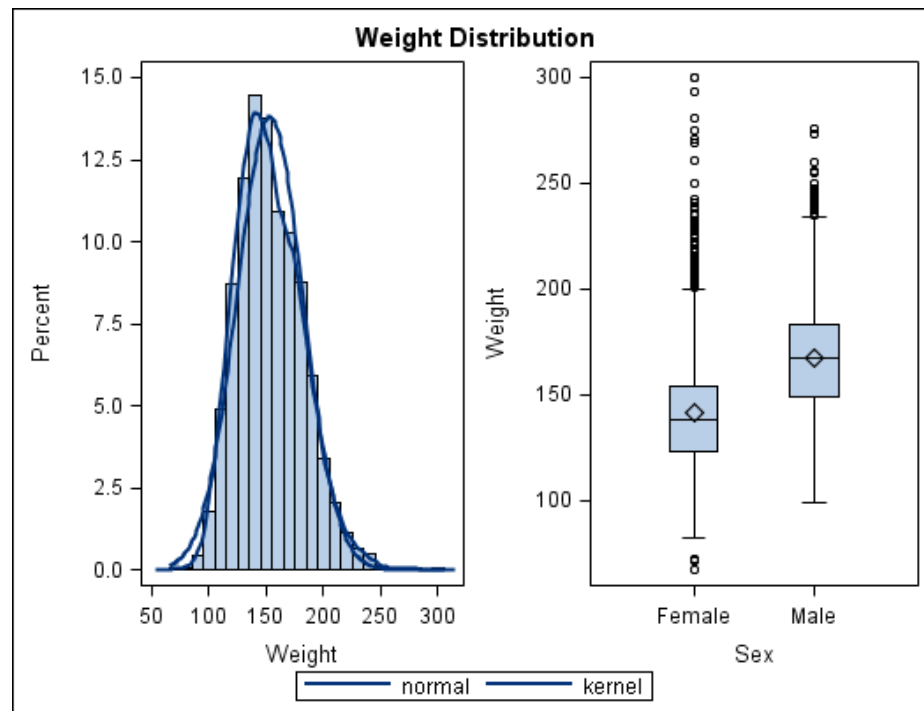 Weight Distribution
15.0
12.5
10.0
7.5
5.0
2.5
0.0
Percent
50 100 150 200 250 300
Weight
300
250
200
150
100
Weight
Female Male
Sex
normal kernel